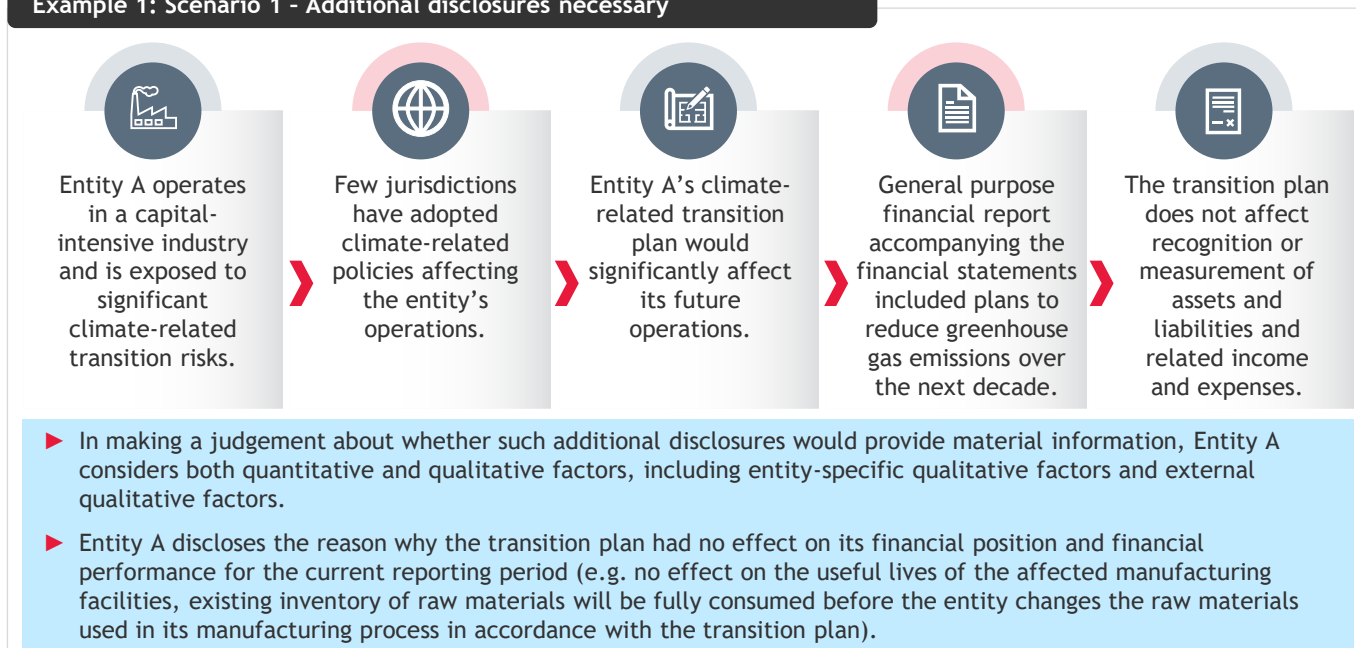 Example 1: Scenario 1 – Additional disclosures necessary
Entity A operates
in a capital-
intensive industry
and is exposed to
significant
climate-related
transition risks.
Few jurisdictions
have adopted
climate-related
policies affecting
the entity's
operations.
Entity A's climate-
related transition
plan would
significantly affect
its future
operations.
General purpose
financial report
accompanying the
financial statements
included plans to
reduce greenhouse
gas emissions over
the next decade.
The transition plan
does not affect
recognition or
measurement of
assets and
liabilities and
related income
and expenses.
► In making a judgement about whether such additional disclosures would provide material information, Entity A
considers both quantitative and qualitative factors, including entity-specific qualitative factors and external
qualitative factors.
► Entity A discloses the reason why the transition plan had no effect on its financial position and financial
performance for the current reporting period (e.g. no effect on the useful lives of the affected manufacturing
facilities, existing inventory of raw materials will be fully consumed before the entity changes the raw materials
used in its manufacturing process in accordance with the transition plan).